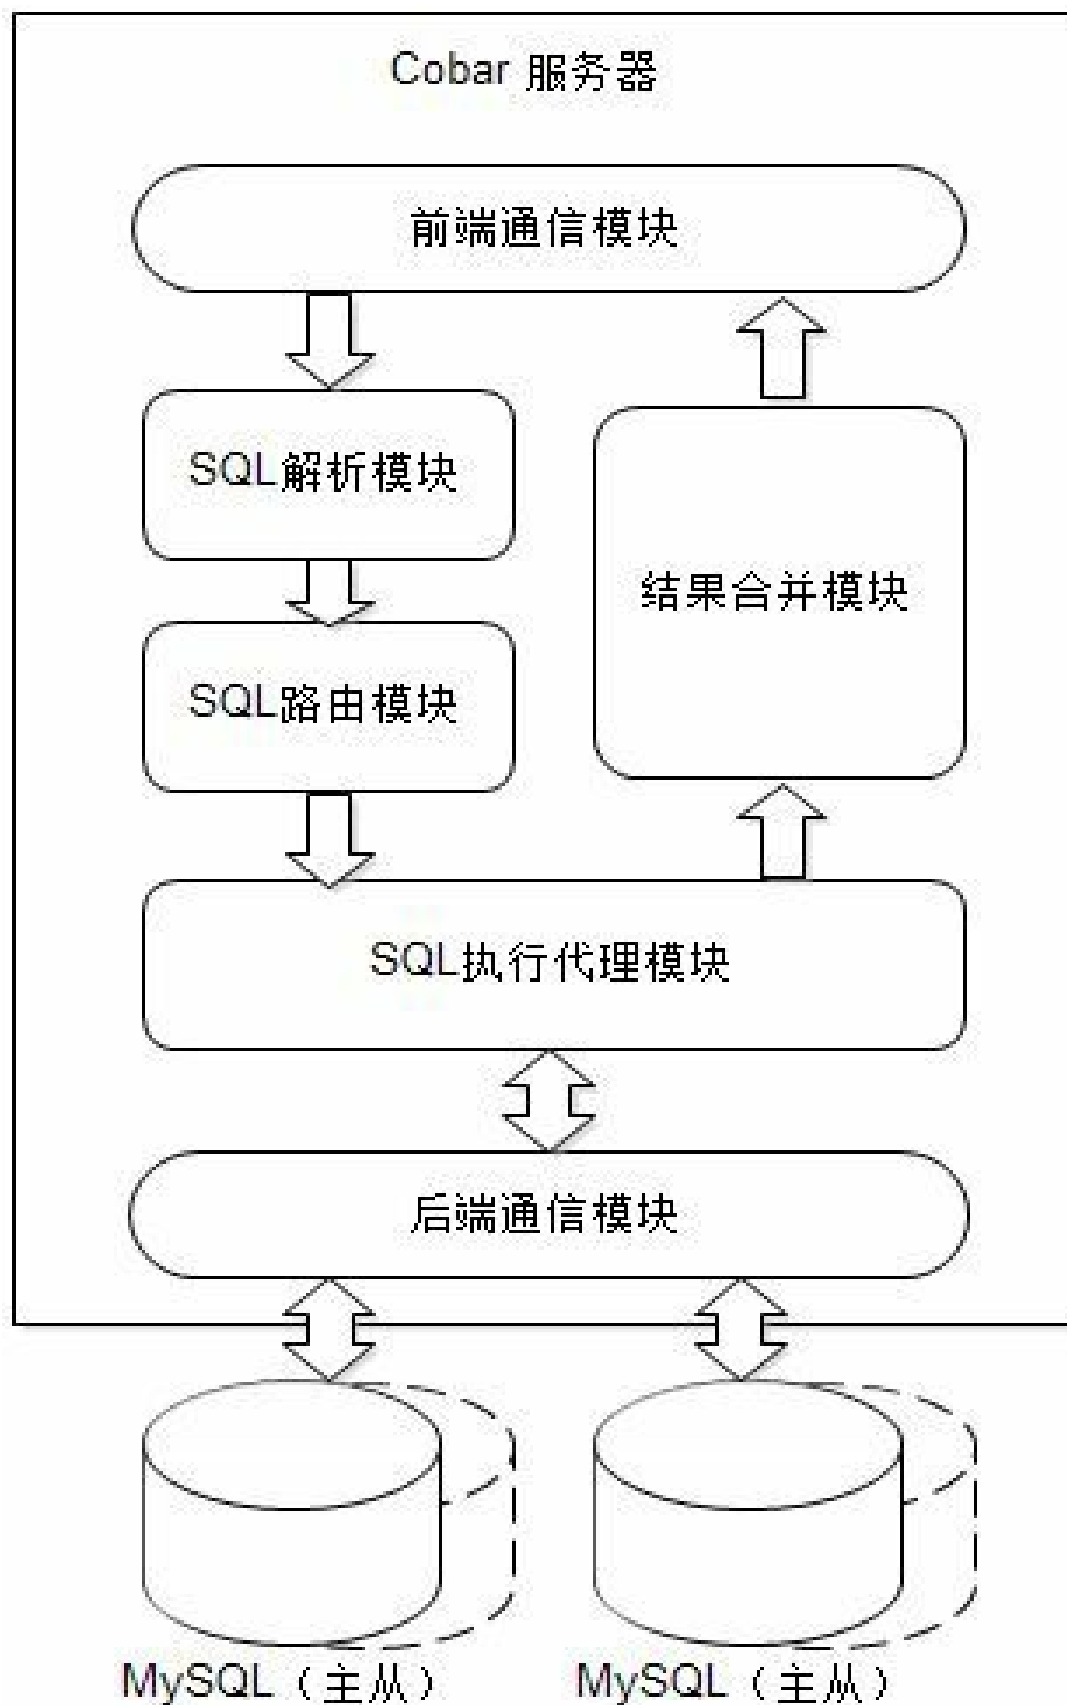 Cobar 服务器
前端通信模块
SQL解析模块
结果合并模块
SQL路由模块
SQL执行代理模块
后端通信模块
MySQL（主从）
MySQL（主从）